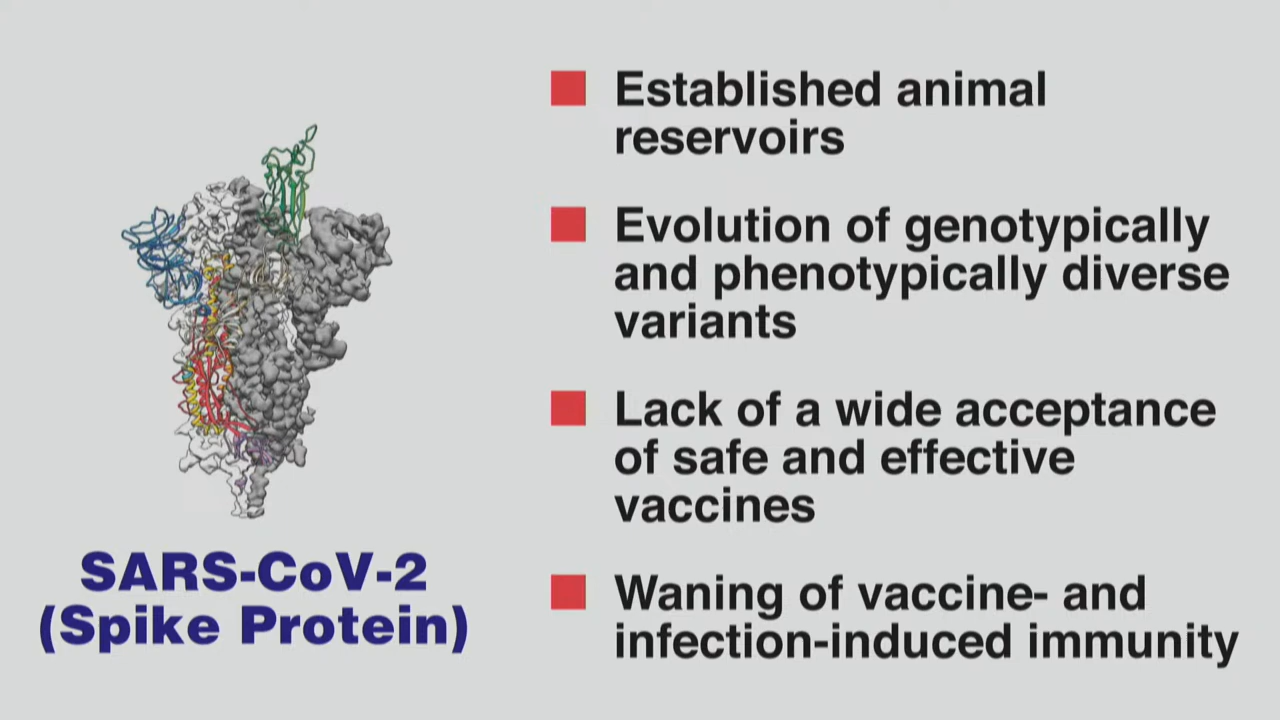 Established animal
reservoirs
Evolution of genotypically
and phenotypically diverse
variants
Lack of a wide acceptance
of safe and effective
vaccines
Waning of vaccine- and
infection-induced immunity
SARS-CoV-2
(Spike Protein)